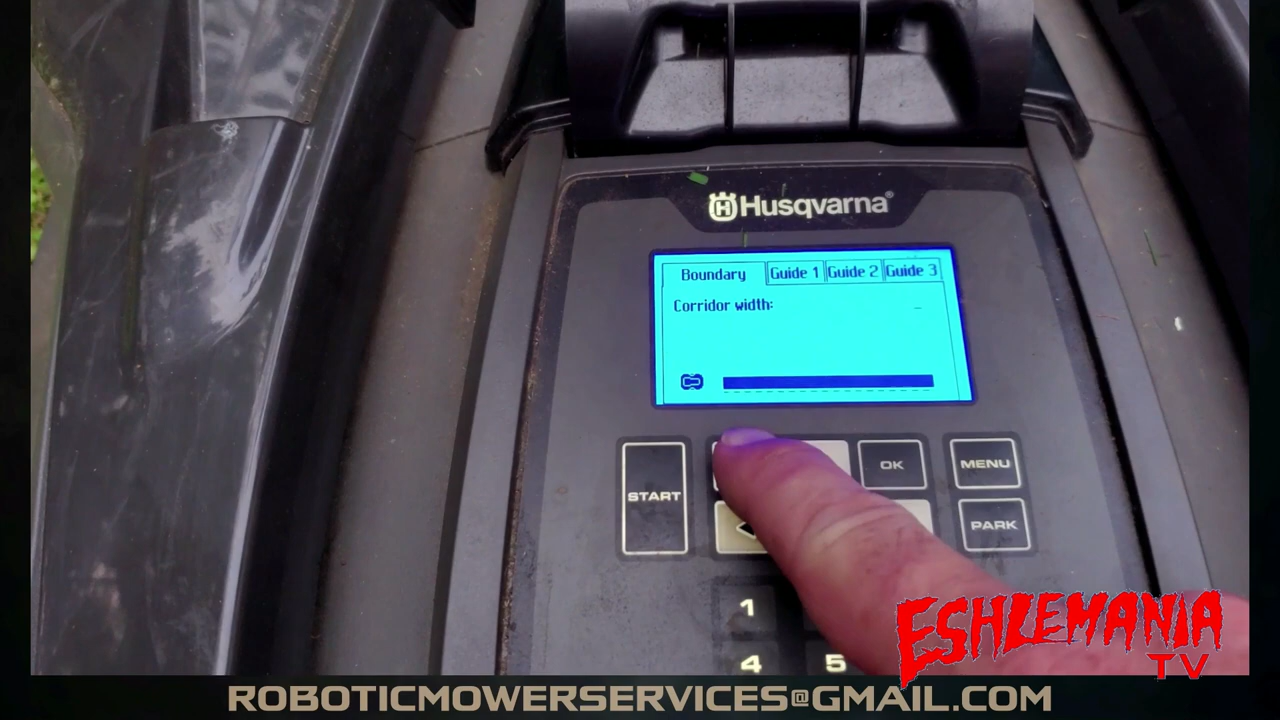 Husqvarna®
Boundary Guide 1 Guide 2 Guide 3
Corridor width: –
START
OK
MENU
PARK
1
4 5
ESHLEMANIA
TV
ROBOTICMOWERSERVICES@GMAIL.COM